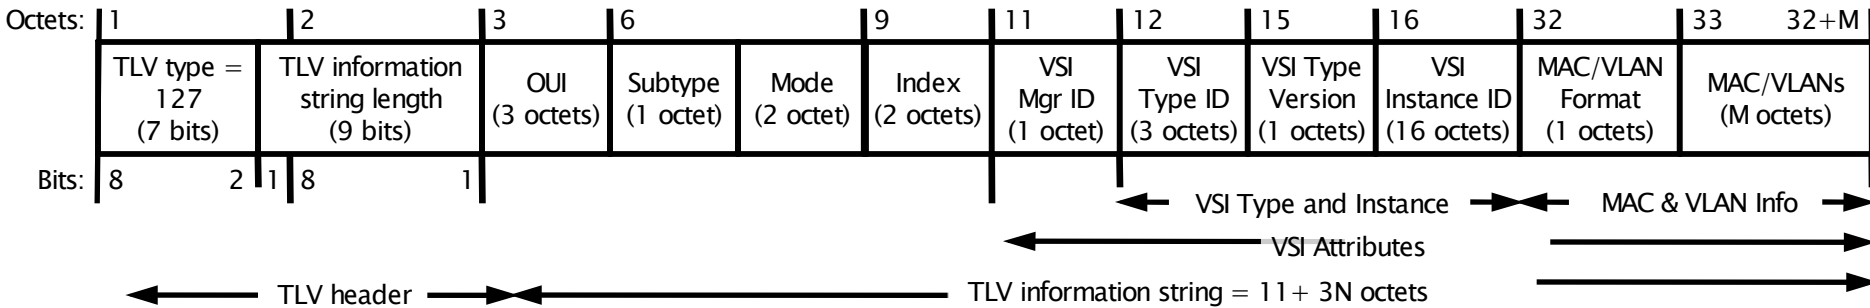 Octets: 1 2 3 6 9 11 12 15 16 32 33 32+M
TLV type = 127 (7 bits)
TLV information string length (9 bits)
OUI (3 octets)
Subtype (1 octet)
Mode (2 octet)
Index (2 octets)
VSI Mgr ID (1 octet)
VSI Type ID (3 octets)
VSI Type Version (1 octets)
VSI Instance ID (16 octets)
MAC/VLAN Format (1 octets)
MAC/VLANs (M octets)
Bits: 8 2 1 8 1
VSI Type and Instance MAC & VLAN Info
VSI Attributes
TLV header TLV information string = 11+ 3N octets